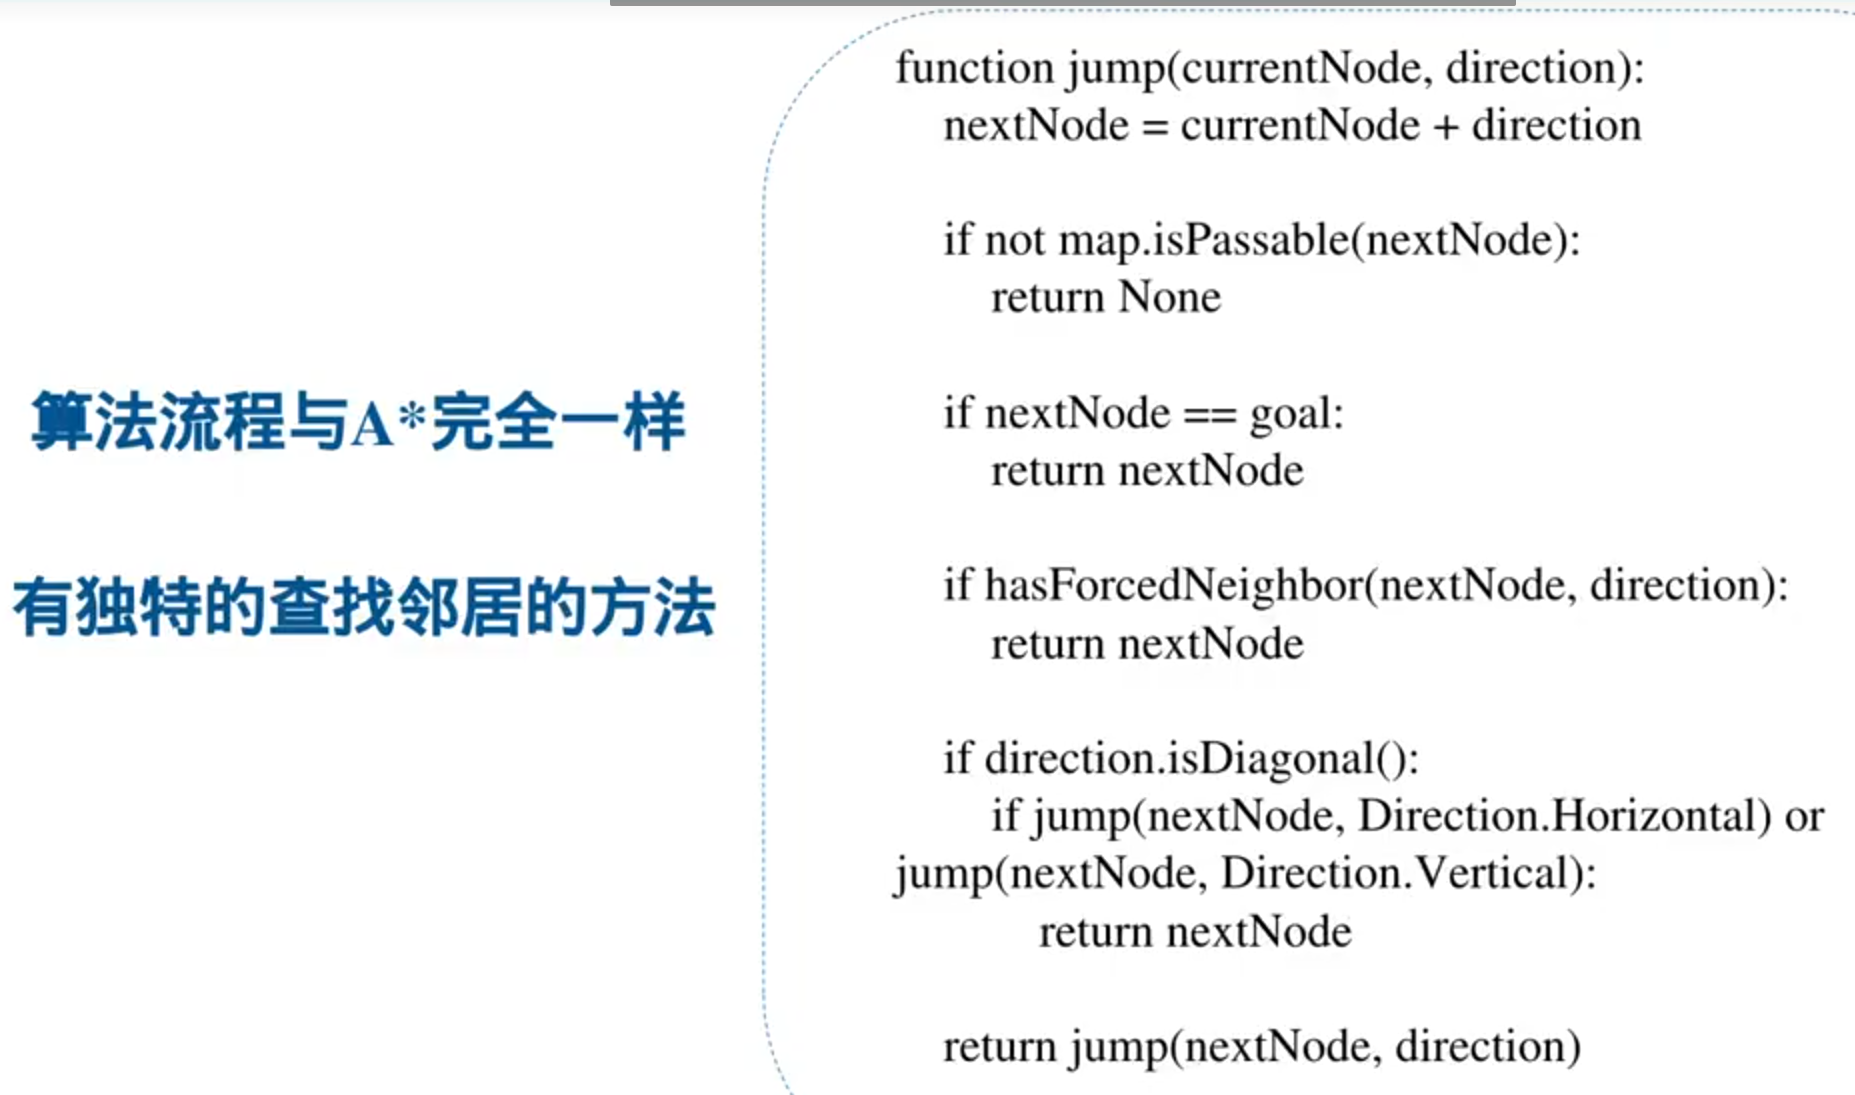 算法流程与A*完全一样
有独特的查找邻居的方法
function jump(currentNode, direction):
nextNode = currentNode + direction
if not map.isPassable(nextNode):
return None
if nextNode == goal:
return nextNode
if hasForcedNeighbor(nextNode, direction):
return nextNode
if direction.isDiagonal():
if jump(nextNode, Direction.Horizontal) or
jump(nextNode, Direction.Vertical):
return nextNode
return jump(nextNode, direction)